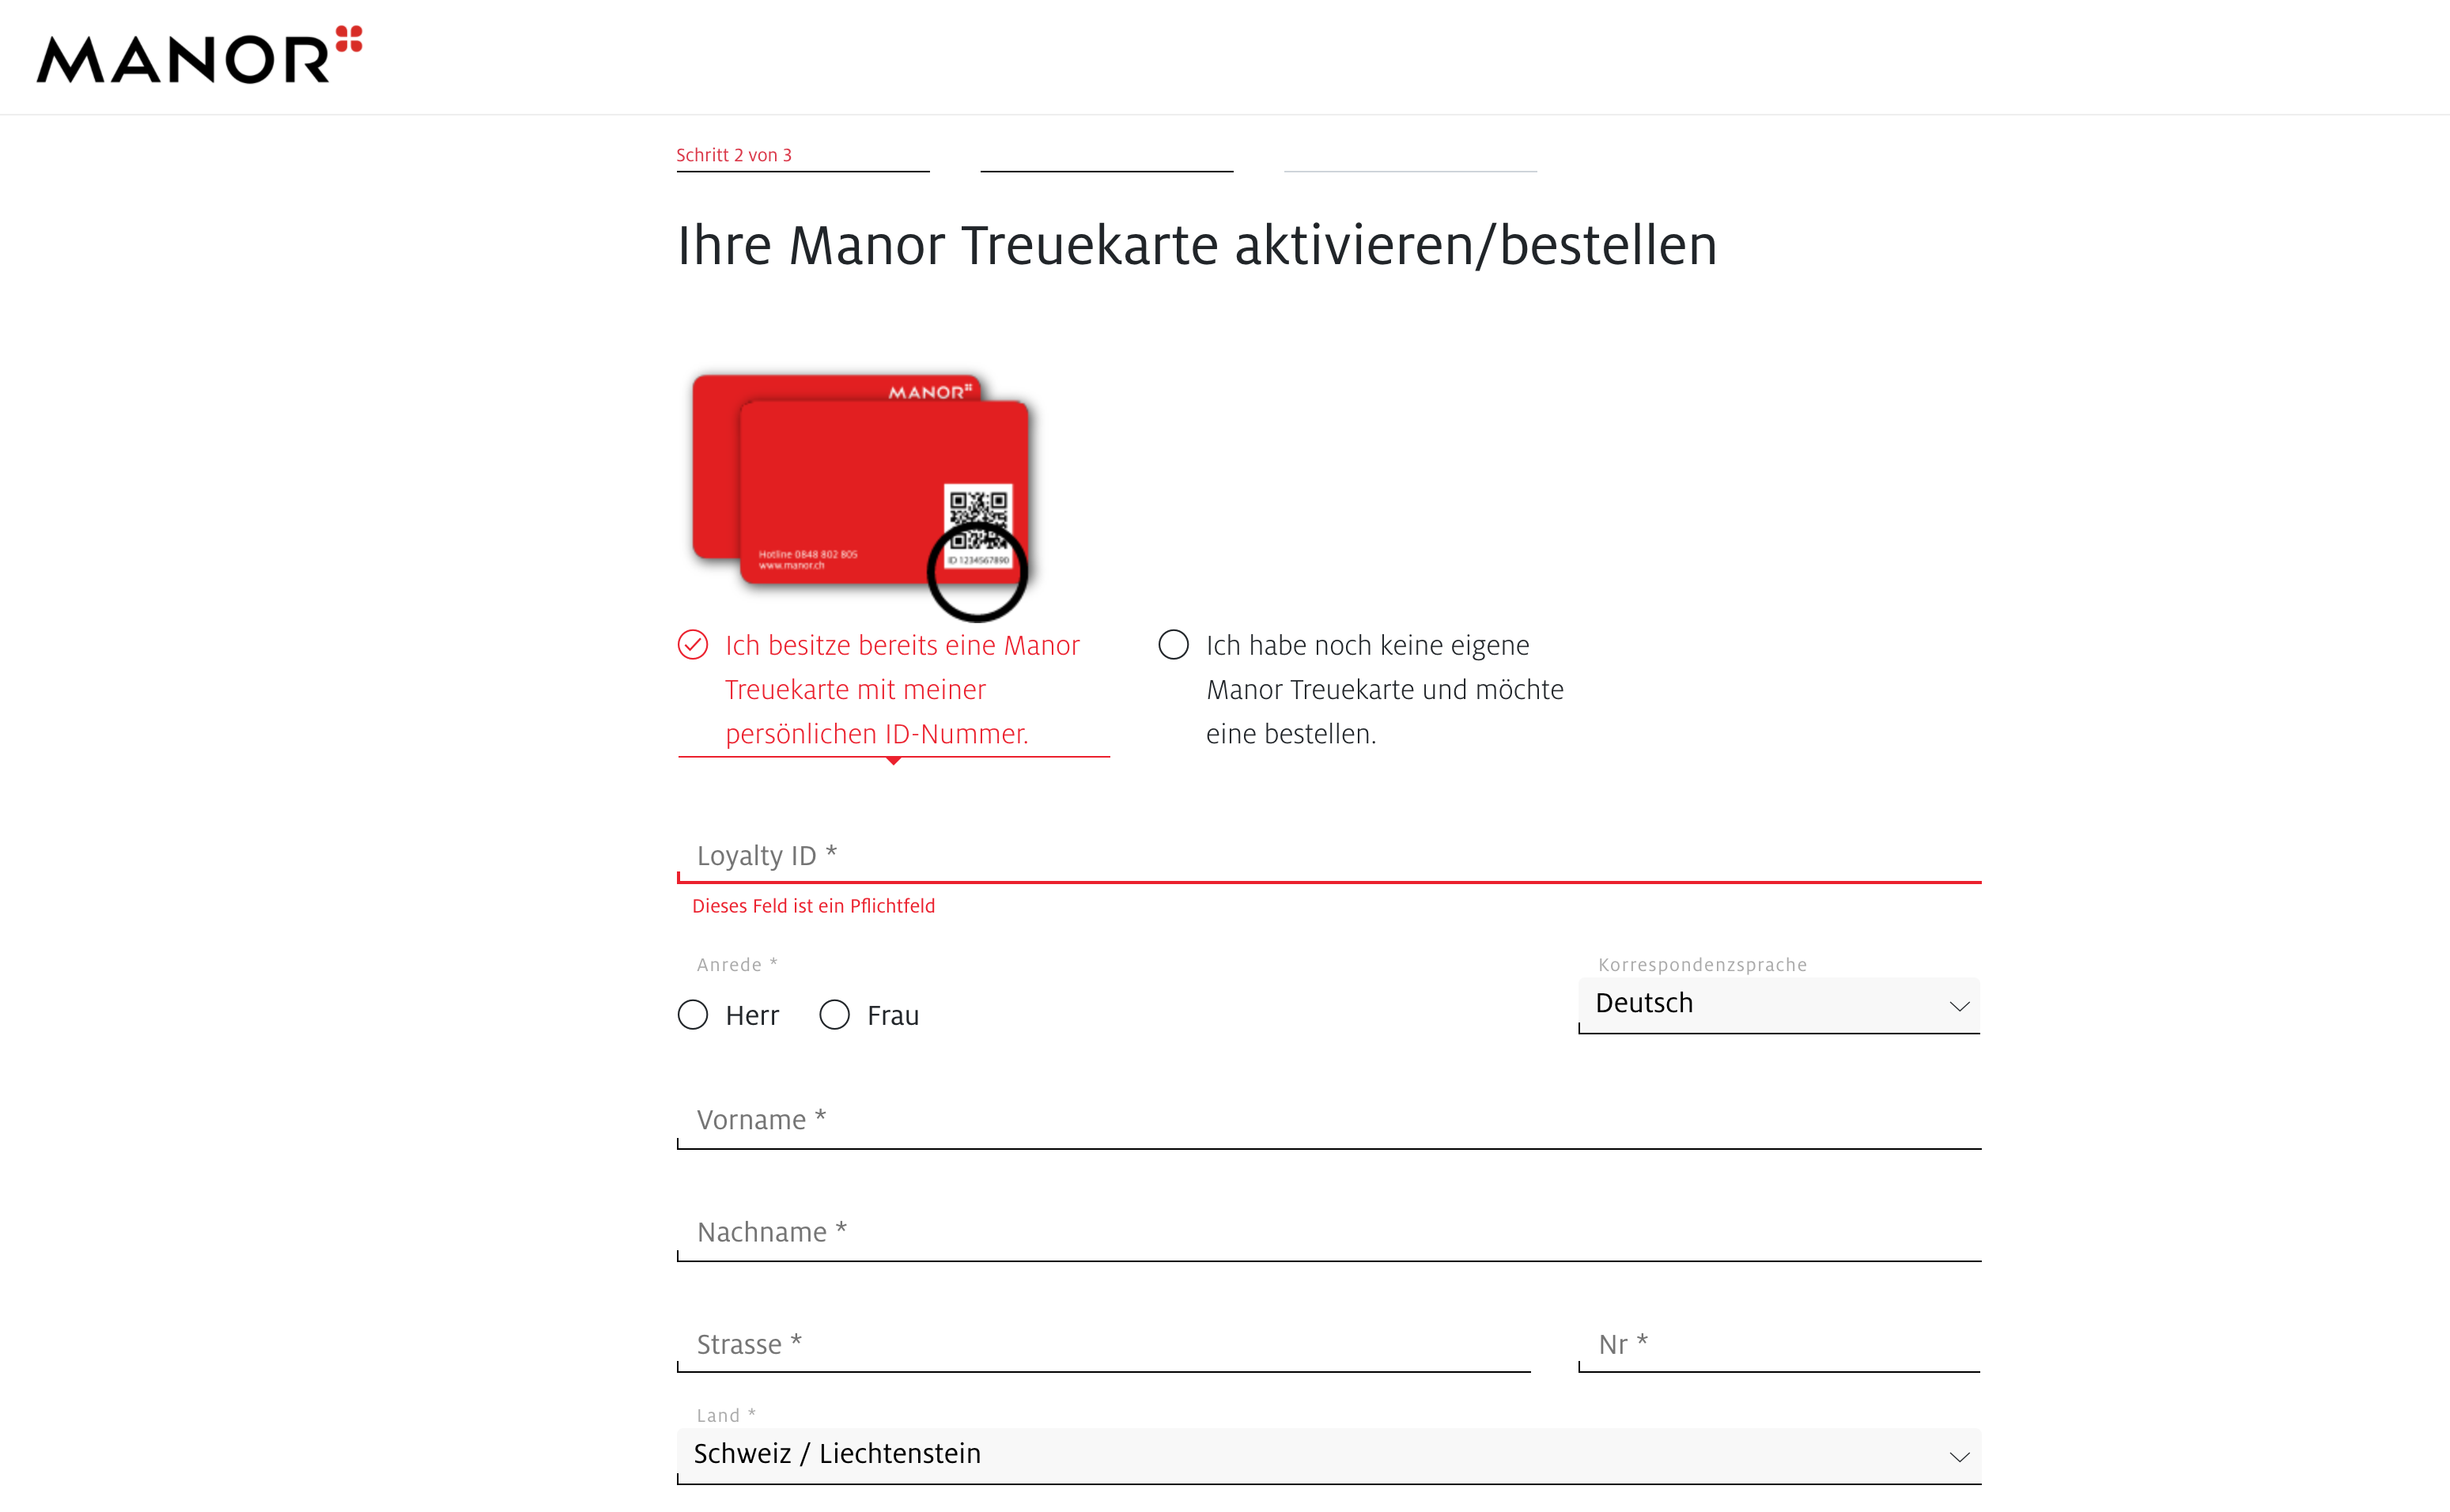 MANOR
Schritt 2 von 3
Ihre Manor Treuekarte aktivieren/bestellen
MANOR
Hotline 0848 802 805
www.manor.ch
ID 1234567890
Ich besitze bereits eine Manor
Treuekarte mit meiner
persönlichen ID-Nummer.
Ich habe noch keine eigene
Manor Treuekarte und möchte
eine bestellen.
Loyalty ID *
Dieses Feld ist ein Pflichtfeld
Anrede *
Herr
Frau
Korrespondenzsprache
Deutsch
Vorname *
Nachname *
Strasse *
Nr *
Land *
Schweiz / Liechtenstein